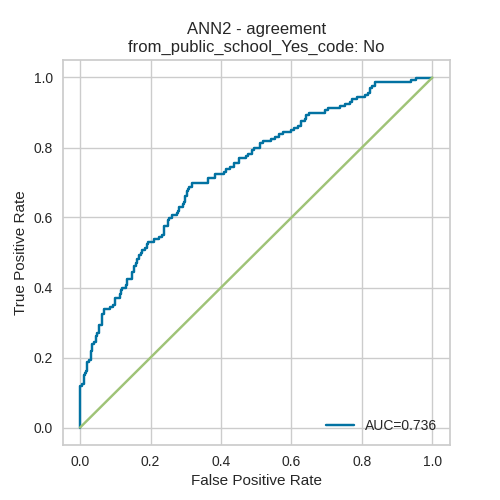 ANN2 - agreement
from_public_school_Yes_code: No
1.0
0.8
0.6
0.4
0.2
0.0
True Positive Rate
AUC=0.736
0.0 0.2 0.4 0.6 0.8 1.0
False Positive Rate